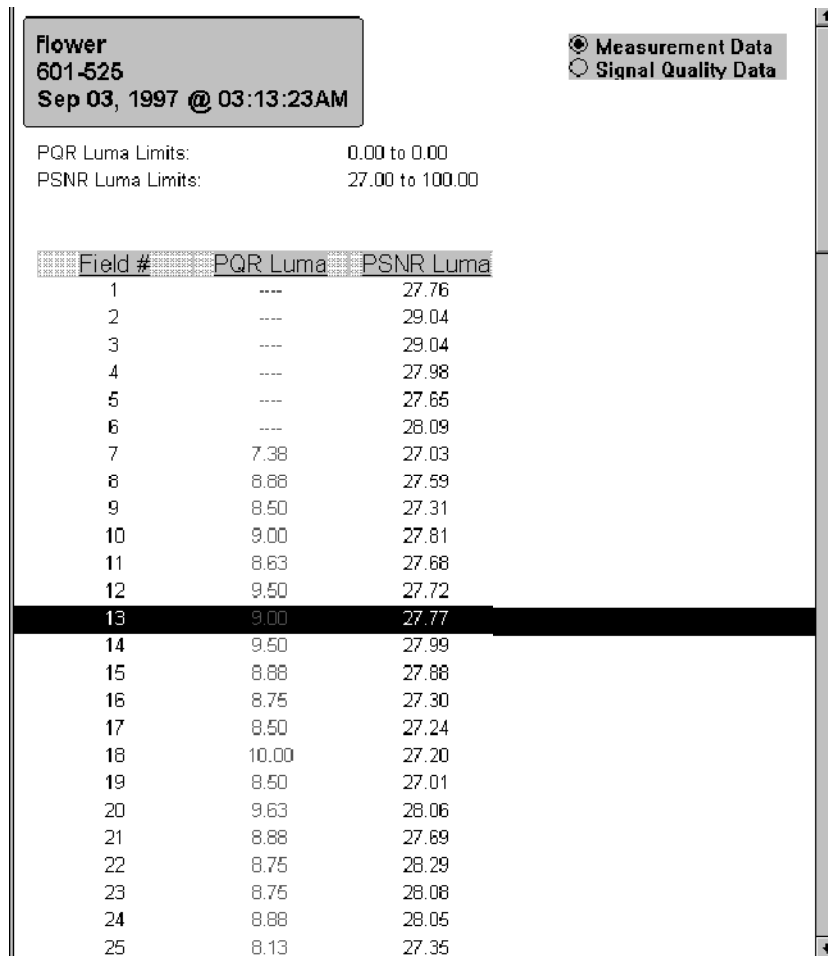 flower
601-525
Sep 03, 1997 @ 03:13:23AM
Measurement Data
Signal Quality Data
PQR Luma Limits: 0.00 to 0.00
PSNR Luma Limits: 27.00 to 100.00
Field # PQR Luma PSNR Luma
1 ---- 27.76
2 ---- 29.04
3 ---- 29.04
4 ---- 27.98
5 ---- 27.65
6 ---- 28.09
7 7.38 27.03
8 8.88 27.59
9 8.50 27.31
10 9.00 27.81
11 8.63 27.68
12 9.50 27.72
13 9.00 27.77
14 9.50 27.99
15 8.88 27.88
16 8.75 27.30
17 8.50 27.24
18 10.00 27.20
19 8.50 27.01
20 9.63 28.06
21 8.88 27.69
22 8.75 28.29
23 8.75 28.08
24 8.88 28.05
25 8.13 27.35